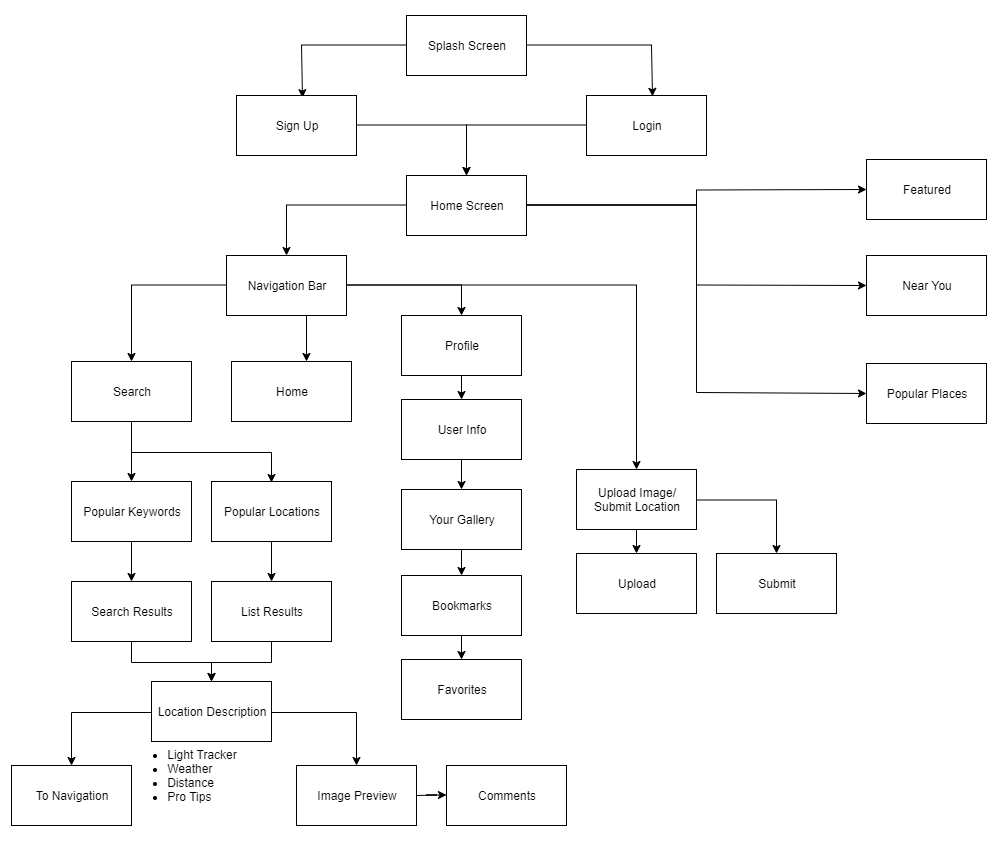 Splash Screen
Sign Up
Login
Home Screen
Featured
Navigation Bar
Near You
Profile
Search
Home
Popular Places
User Info
Popular Keywords
Popular Locations
Your Gallery
Upload Image/
Submit Location
Upload
Submit
Search Results
List Results
Bookmarks
Favorites
Location Description
Light Tracker
Weather
Distance
Pro Tips
To Navigation
Image Preview
Comments